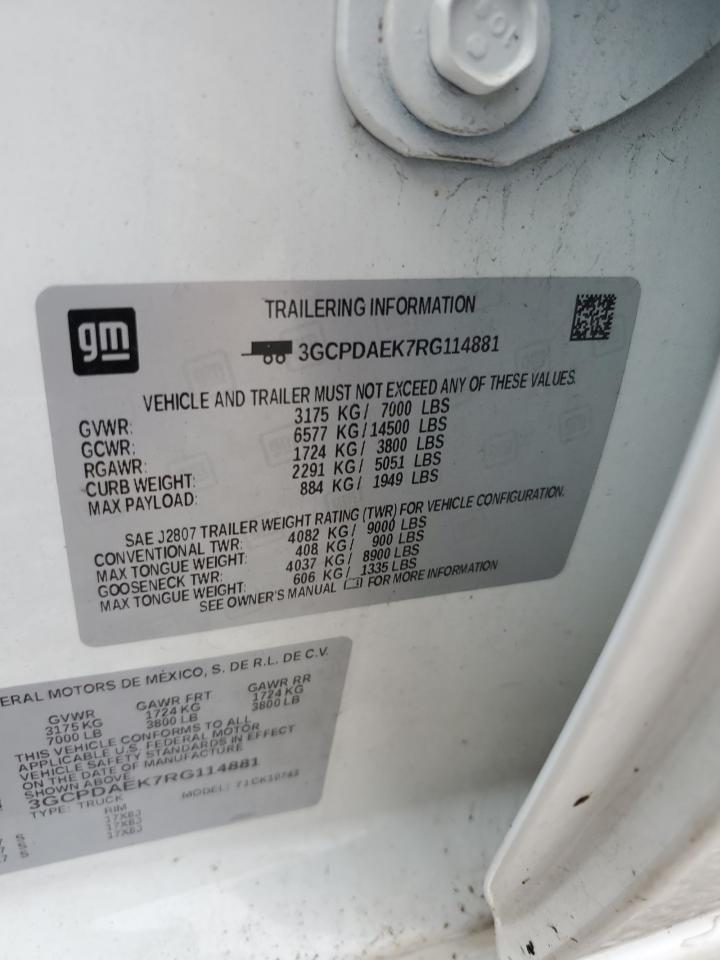 gm
TRAILERING INFORMATION
3GCPDAEK7RG114881
VEHICLE AND TRAILER MUST NOT EXCEED ANY OF THESE VALUES.
GVWR: 3175 KG/ 7000 LBS
GCWR: 6577 KG/14500 LBS
RGAWR: 1724 KG/ 3800 LBS
CURB WEIGHT: 2291 KG/ 5051 LBS
MAX PAYLOAD: 884 KG/ 1949 LBS
SAE J2807 TRAILER WEIGHT RATING (TWR) FOR VEHICLE CONFIGURATION.
CONVENTIONAL TWR: 4082 KG/ 9000 LBS
MAX TONGUE WEIGHT: 408 KG/ 900 LBS
GOOSENECK TWR: 4037 KG/ 8900 LBS
MAX TONGUE WEIGHT: 606 KG/ 1335 LBS
SEE OWNER'S MANUAL FOR MORE INFORMATION
ERAL MOTORS DE MÉXICO, S. DE R.L. DE C.V.
GVWR GAWR FRT GAWR RR
3175 KG 1724 KG 1724 KG
7000 LB 3800 LB 3800 LB
THIS VEHICLE CONFORMS TO ALL
APPLICABLE U.S. FEDERAL MOTOR
VEHICLE SAFETY STANDARDS IN EFFECT
ON THE DATE OF MANUFACTURE
SHOWN ABOVE.
3GCPDAEK7RG114881
TYPE: TRUCK MODEL:
RIM
17X8J
17X8J
17X8J